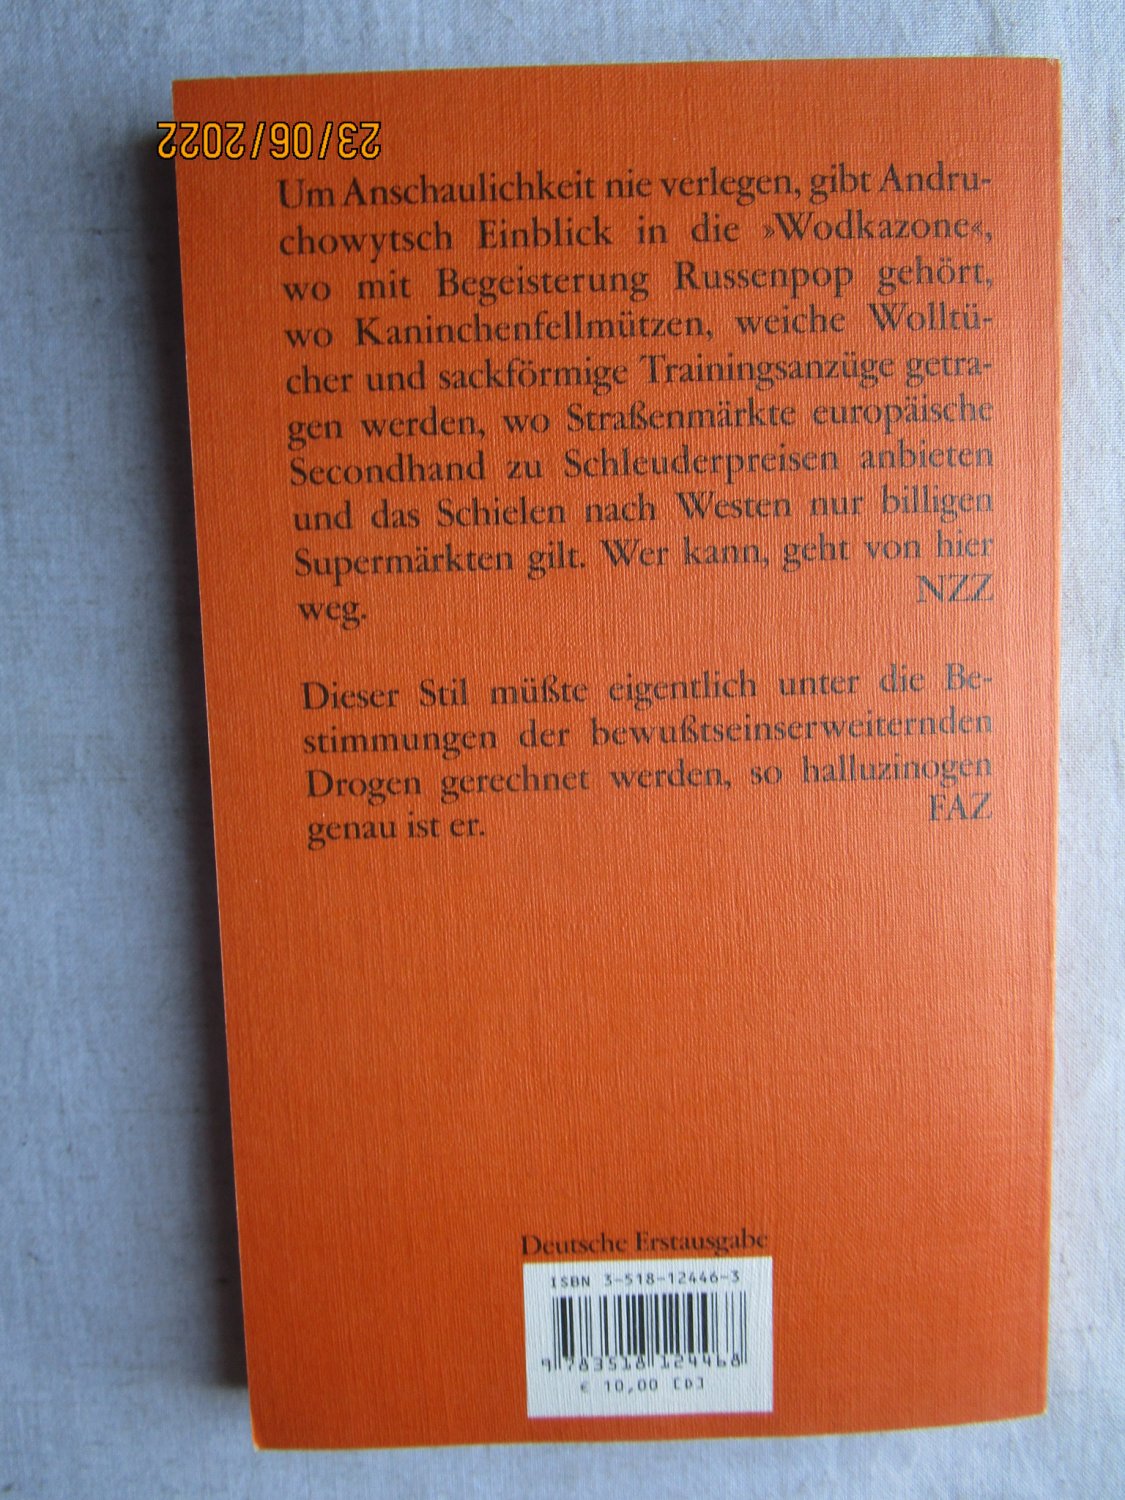 23/06/2022
Um Anschaulichkeit nie verlegen, gibt Andru-
chowytsch Einblick in die »Wodkazone«,
wo mit Begeisterung Russenpop gehört,
wo Kaninchenfellmützen, weiche Wolltü-
cher und sackförmige Trainingsanzüge getra-
gen werden, wo Straßenmärkte europäische
Secondhand zu Schleuderpreisen anbieten
und das Schielen nach Westen nur billigen
Supermärkten gilt. Wer kann, geht von hier
weg. NZZ
Dieser Stil müßte eigentlich unter die Be-
stimmungen der bewußtseinserweiternden
Drogen gerechnet werden, so halluzinogen
genau ist er. FAZ
Deutsche Erstausgabe
ISBN 3-518-12446-3
9 783518 124468
€ 10,00 [D]